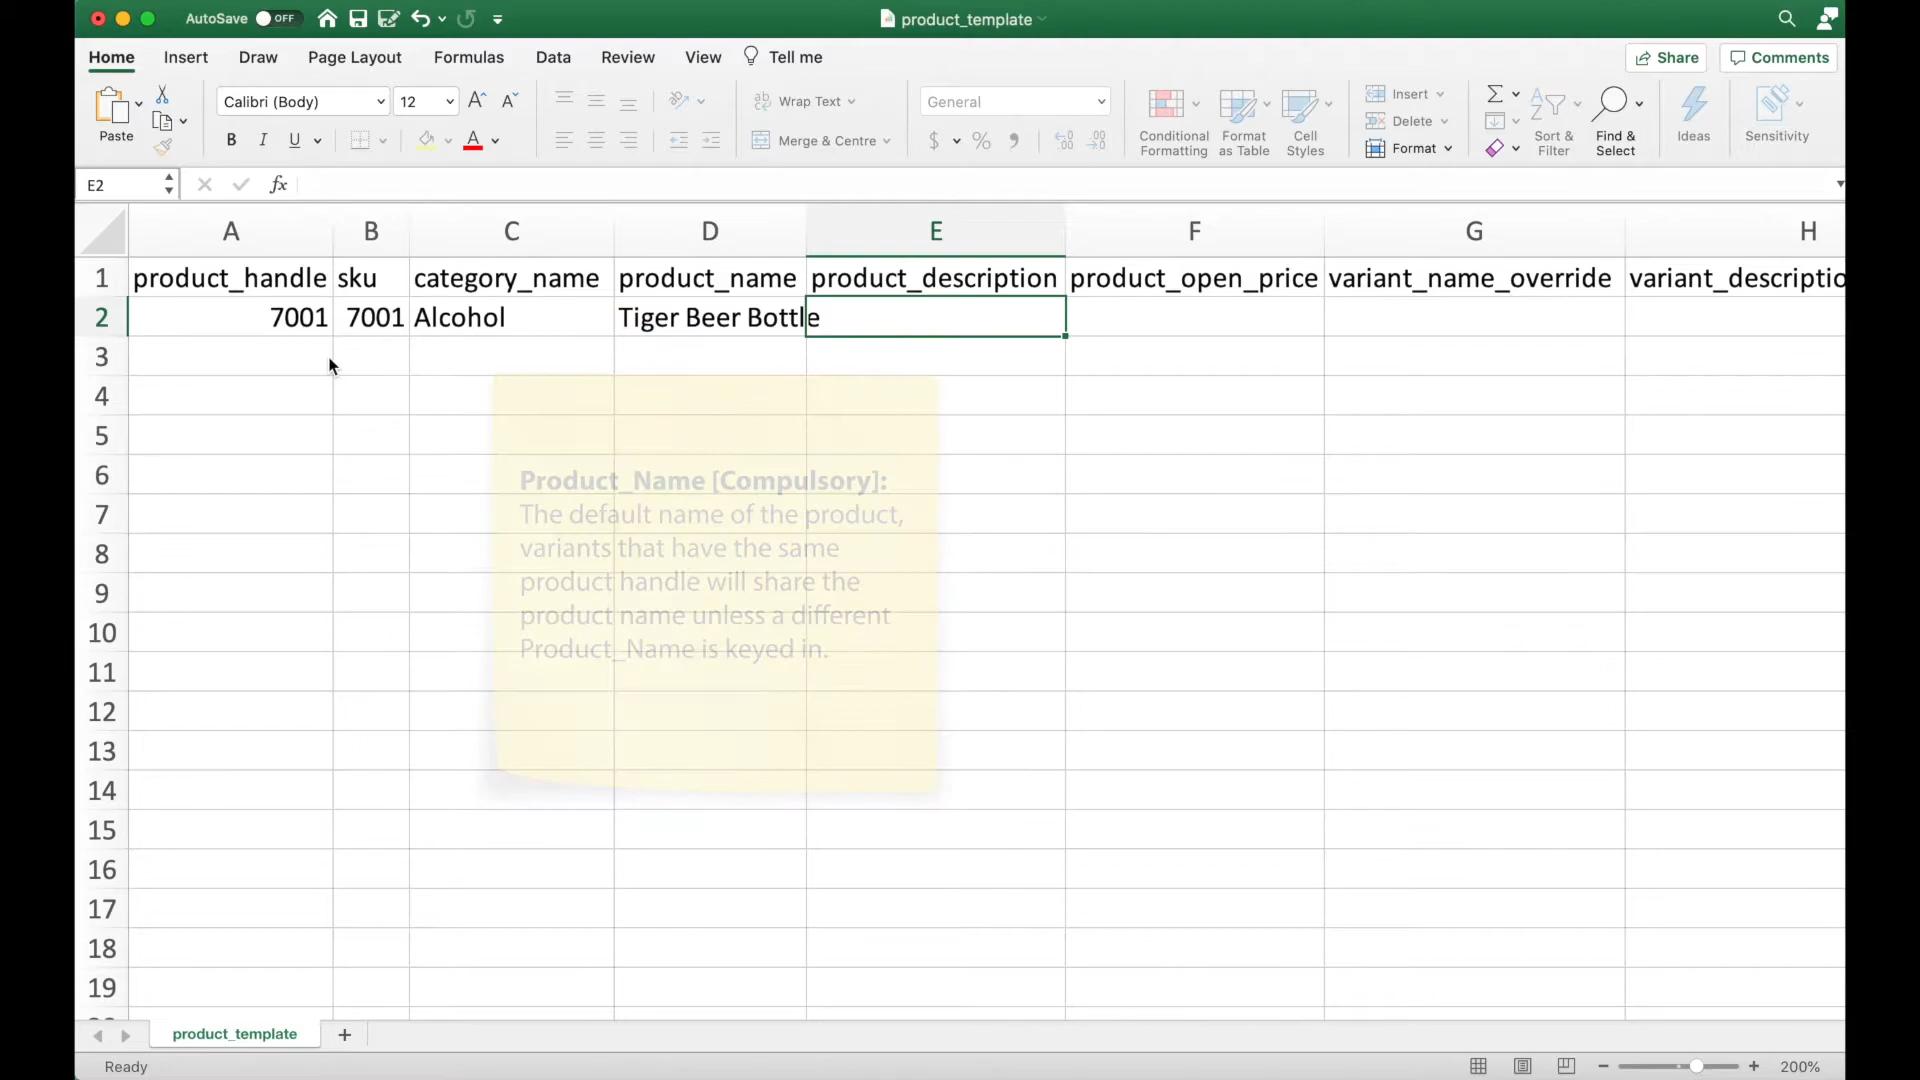 AutoSave OFF
product_template
Home Insert Draw Page Layout Formulas Data Review View Tell me
Share Comments
Paste
Calibri (Body) 12
B I U A
Wrap Text
Merge & Centre
General
$ %
Conditional Formatting
Format as Table
Cell Styles
Insert
Delete
Format
Sort & Filter
Find & Select
Ideas
Sensitivity
E2 fx
A B C D E F G H
1 product_handle sku category_name product_name product_description product_open_price variant_name_override variant_descriptio
2 7001 7001 Alcohol Tiger Beer Bottle
3
4
5
6
7
8
9
10
11
12
13
14
15
16
17
18
19
Product_Name [Compulsory]:
The default name of the product,
variants that have the same
product handle will share the
product name unless a different
Product_Name is keyed in.
product_template
Ready
200%